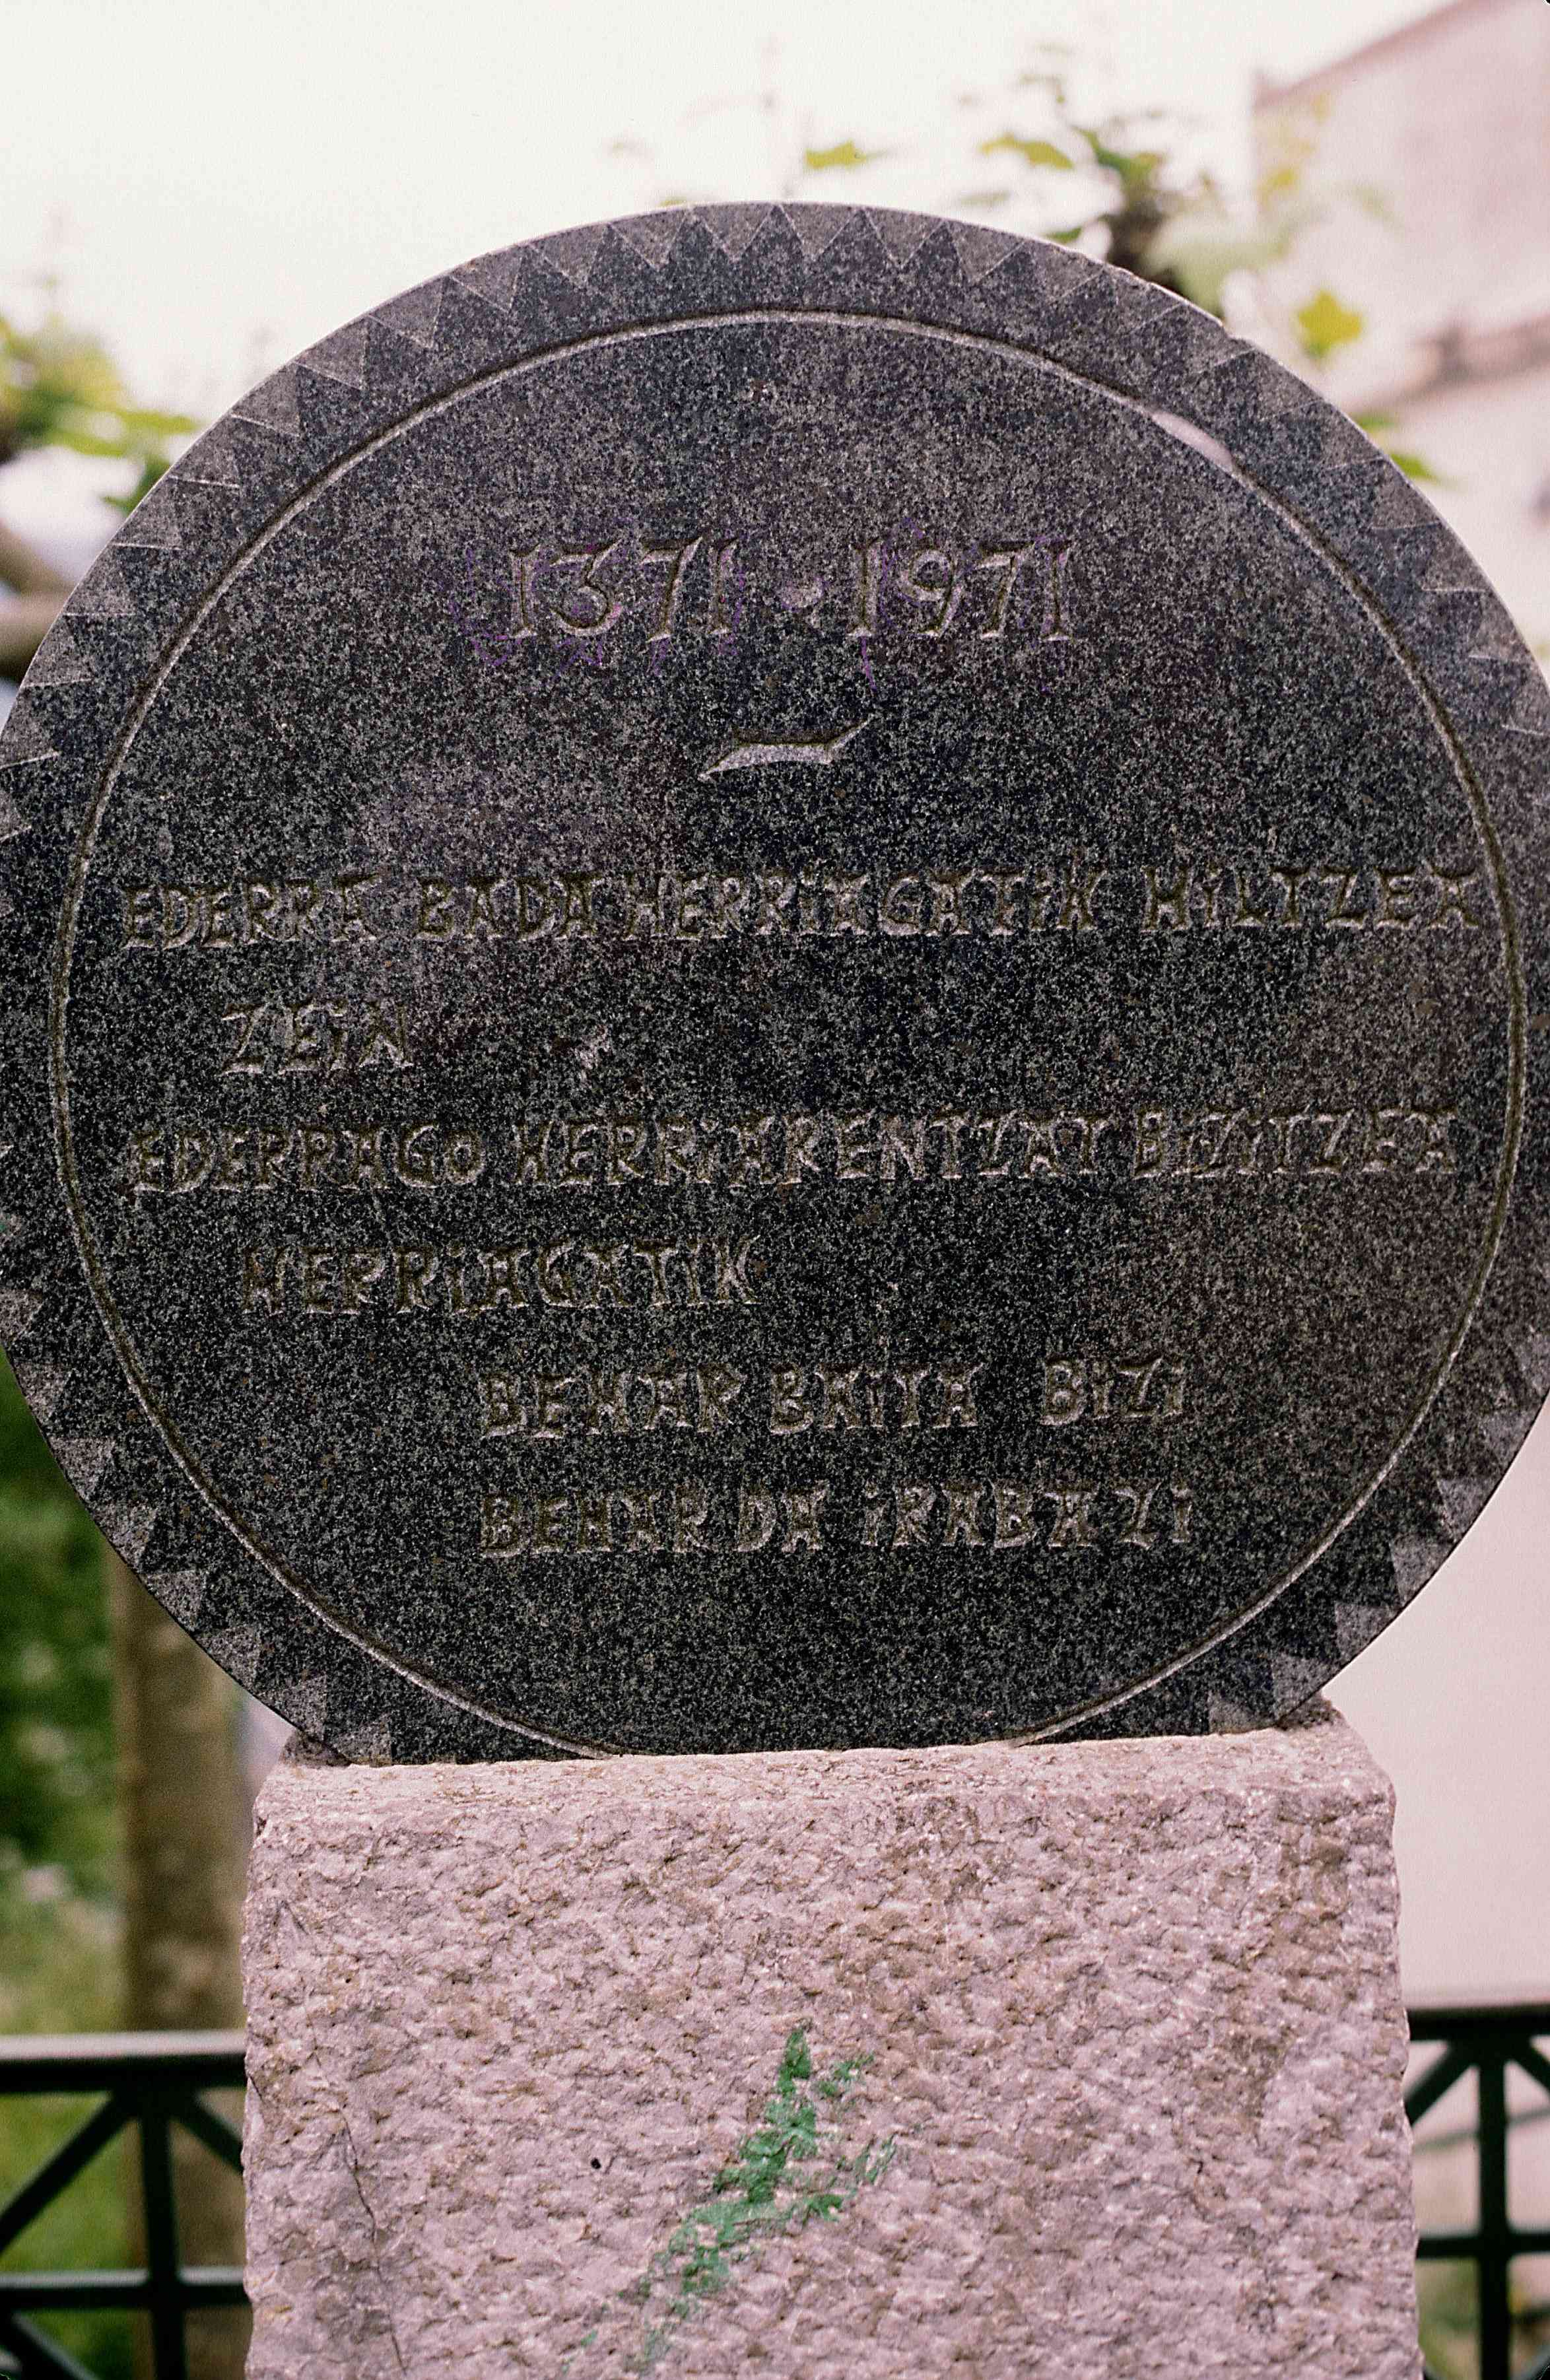 1371 - 1971
EDERRA BADA HERRIAGATiK HiLTZEA
ZEiN
EDERRAGO HERRiARENTZAT BiZiTZEA
HERRiAGATiK
BEHAR BAiTA BiZi
BEHAR DA iRABAZi